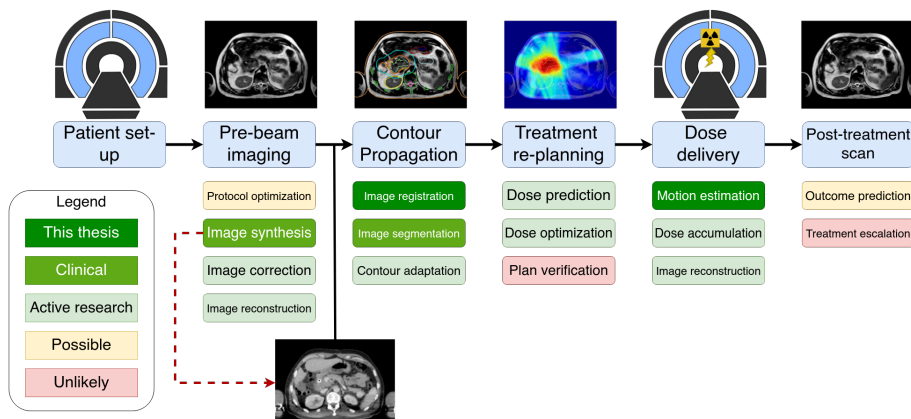 Patient set-
up
Pre-beam
imaging
Contour
Propagation
Treatment
re-planning
Dose
delivery
Post-treatment
scan
Legend
This thesis
Clinical
Active research
Possible
Unlikely
Protocol optimization
Image synthesis
Image correction
Image reconstruction
Image registration
Image segmentation
Contour adaptation
Dose prediction
Dose optimization
Plan verification
Motion estimation
Dose accumulation
Image reconstruction
Outcome prediction
Treatment escalation